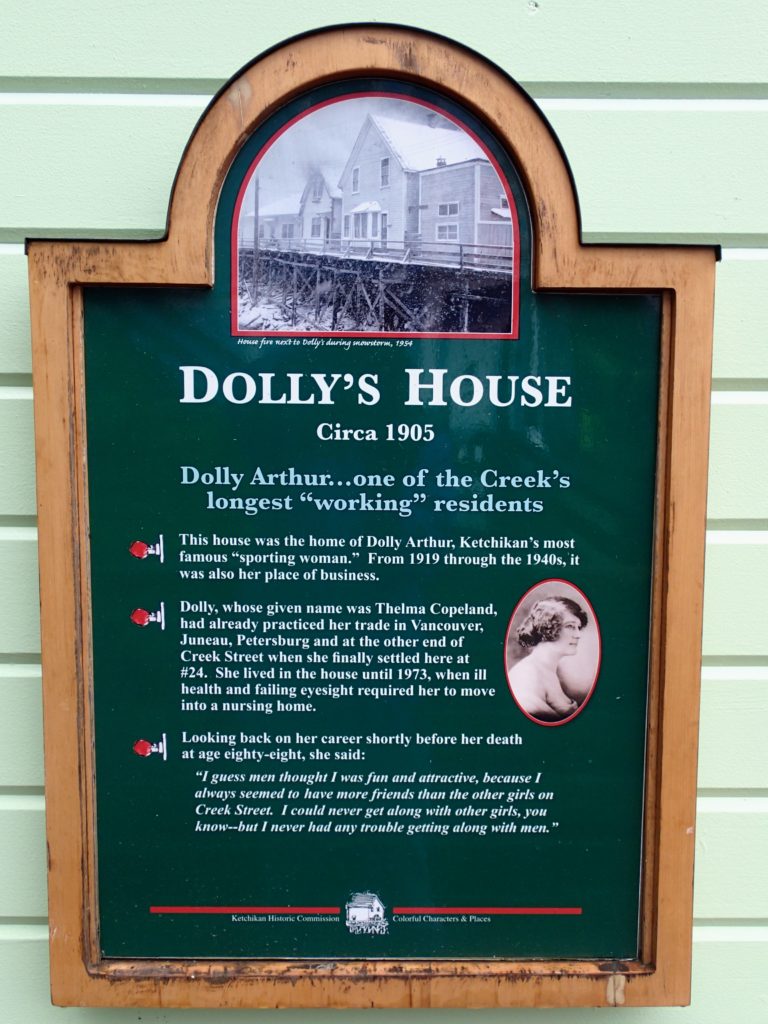 House fire next to Dolly's during snowstorm, 1954
DOLLY'S HOUSE
Circa 1905
Dolly Arthur...one of the Creek's
longest "working" residents
This house was the home of Dolly Arthur, Ketchikan's most
famous "sporting woman." From 1919 through the 1940s, it
was also her place of business.
Dolly, whose given name was Thelma Copeland,
had already practiced her trade in Vancouver,
Juneau, Petersburg and at the other end of
Creek Street when she finally settled here at
#24. She lived in the house until 1973, when ill
health and failing eyesight required her to move
into a nursing home.
Looking back on her career shortly before her death
at age eighty-eight, she said:
"I guess men thought I was fun and attractive, because I
always seemed to have more friends than the other girls on
Creek Street. I could never get along with other girls, you
know--but I never had any trouble getting along with men."
Ketchikan Historic Commission Colorful Characters & Places